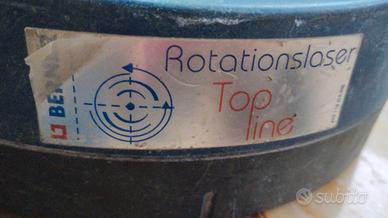 Rotationslaser
Top
line
subito